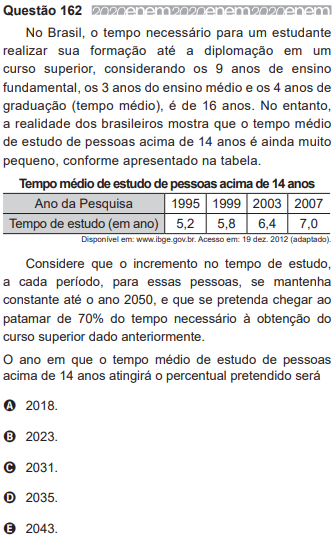 Questão 162 2020enem2020enem2020enem
No Brasil, o tempo necessário para um estudante
realizar sua formação até a diplomação em um
curso superior, considerando os 9 anos de ensino
fundamental, os 3 anos do ensino médio e os 4 anos de
graduação (tempo médio), é de 16 anos. No entanto,
a realidade dos brasileiros mostra que o tempo médio
de estudo de pessoas acima de 14 anos é ainda muito
pequeno, conforme apresentado na tabela.
Tempo médio de estudo de pessoas acima de 14 anos
Ano da Pesquisa 1995 1999 2003 2007
Tempo de estudo (em ano) 5,2 5,8 6,4 7,0
Disponível em: www.ibge.gov.br. Acesso em: 19 dez. 2012 (adaptado).
Considere que o incremento no tempo de estudo,
a cada período, para essas pessoas, se mantenha
constante até o ano 2050, e que se pretenda chegar ao
patamar de 70% do tempo necessário à obtenção do
curso superior dado anteriormente.
O ano em que o tempo médio de estudo de pessoas
acima de 14 anos atingirá o percentual pretendido será
A 2018.
B 2023.
C 2031.
D 2035.
E 2043.